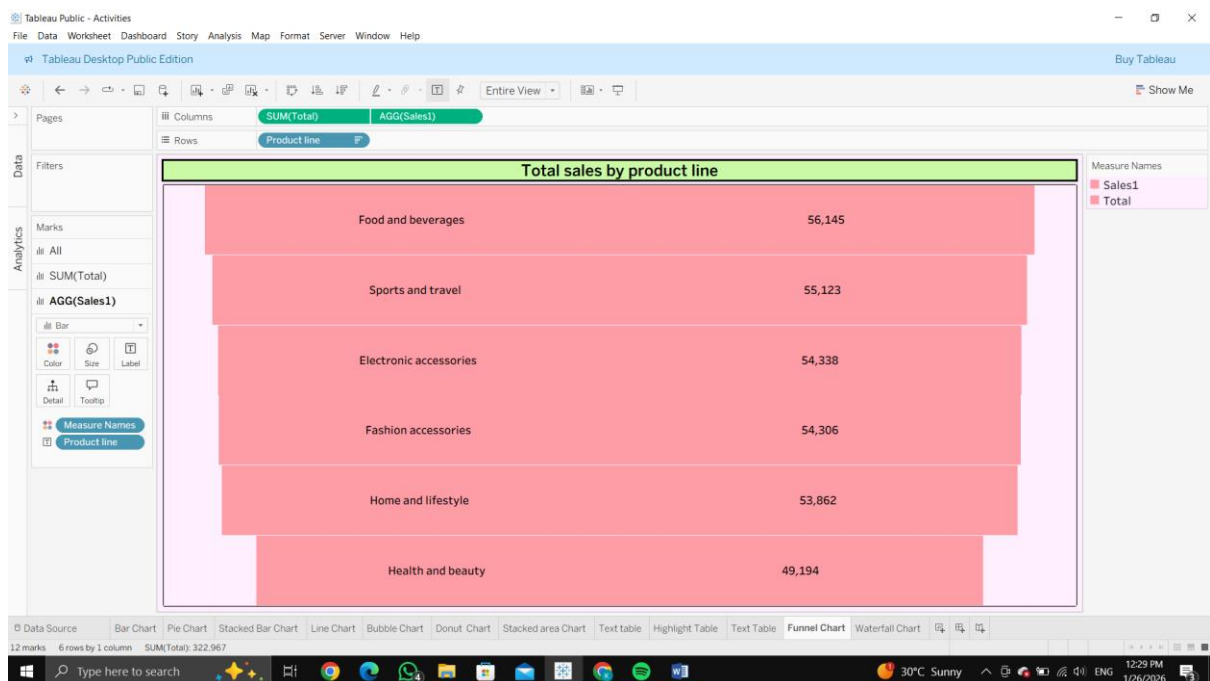 Tableau Public - Activities
File Data Worksheet Dashboard Story Analysis Map Format Server Window Help
Tableau Desktop Public Edition Buy Tableau
Entire View Show Me
Pages
Columns SUM(Total) AGG(Sales1)
Rows Product line
Data
Analytics
Filters
Marks
All
SUM(Total)
AGG(Sales1)
Bar
Color Size Label
Detail Tooltip
Measure Names
Product line
Total sales by product line
Food and beverages 56,145
Sports and travel 55,123
Electronic accessories 54,338
Fashion accessories 54,306
Home and lifestyle 53,862
Health and beauty 49,194
Measure Names
Sales1
Total
Data Source Bar Chart Pie Chart Stacked Bar Chart Line Chart Bubble Chart Donut Chart Stacked area Chart Text table Highlight Table Text Table Funnel Chart Waterfall Chart
12 marks 6 rows by 1 column SUM(Total): 322,967
Type here to search 4 30°C Sunny ENG 12:29 PM
1/26/2026